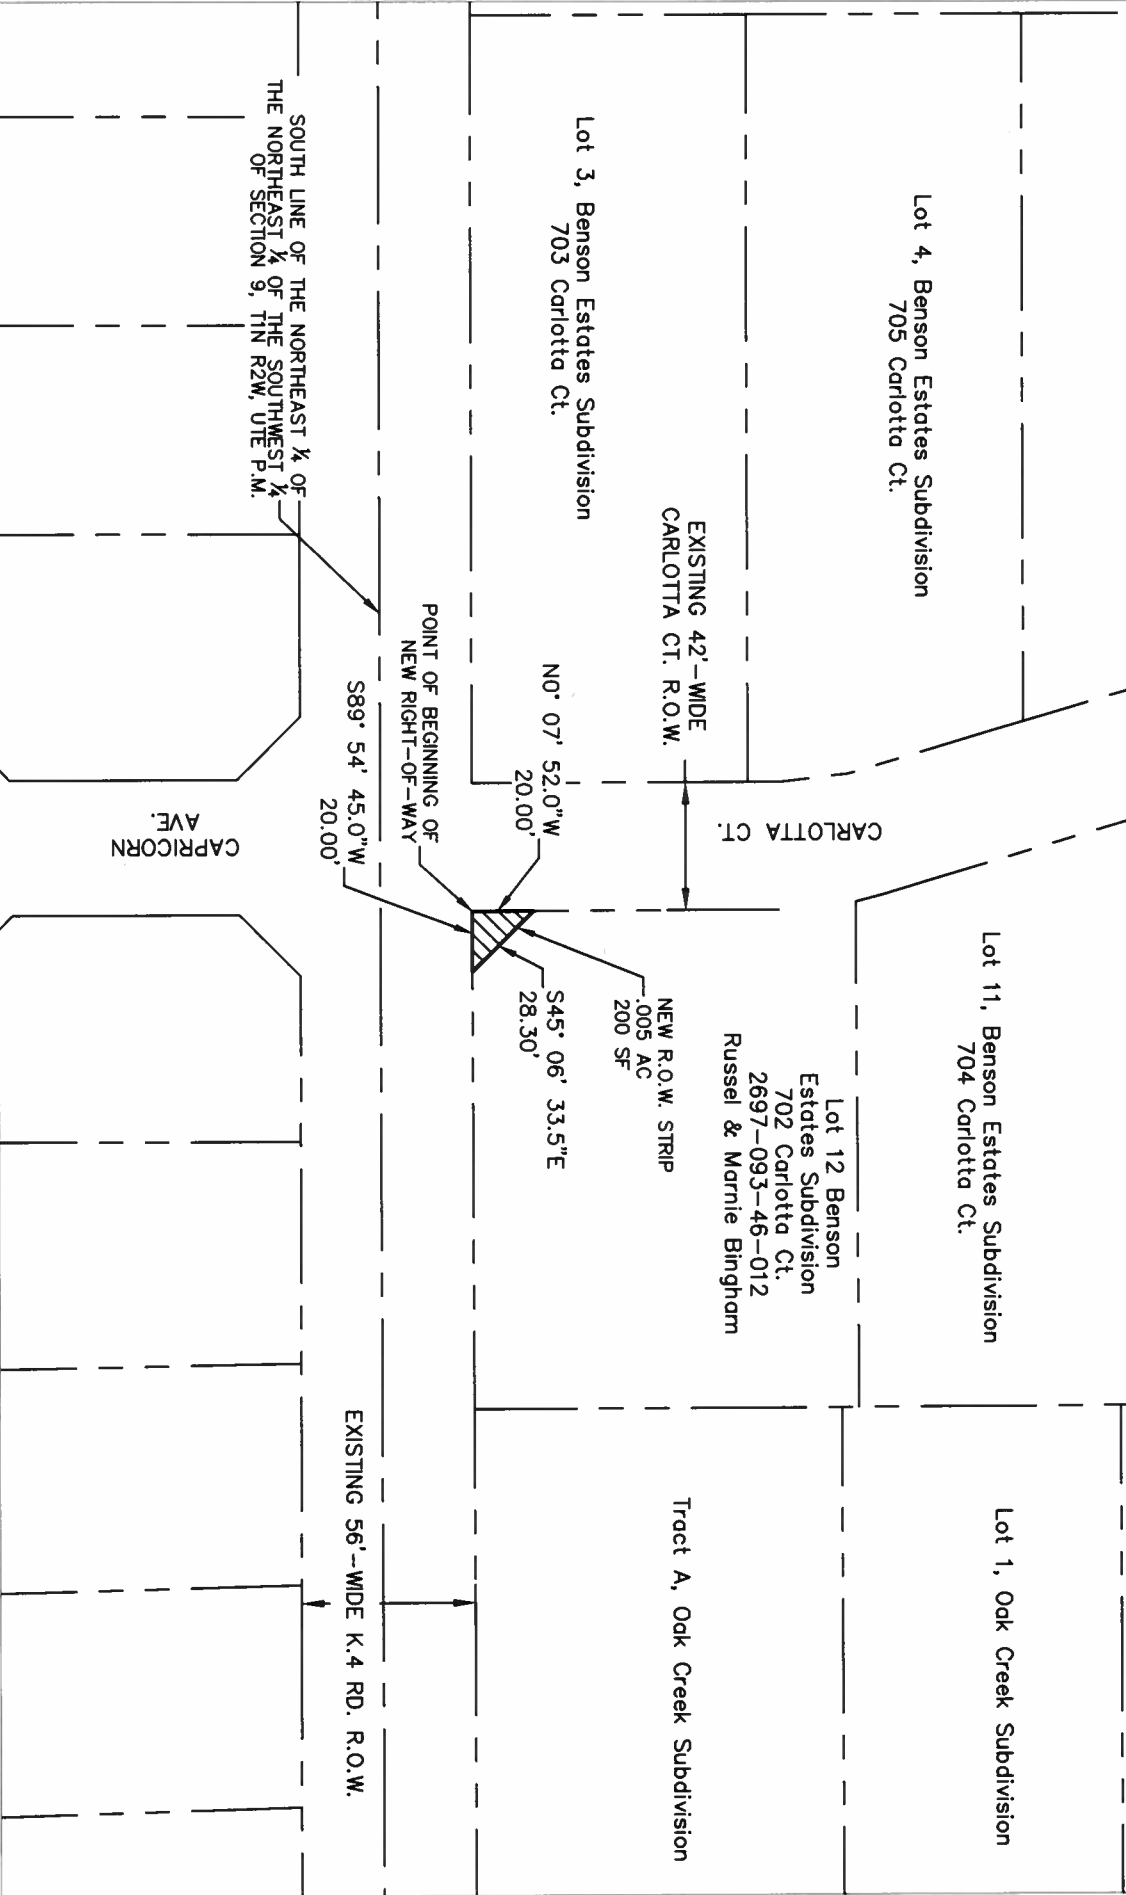 Lot 4, Benson Estates Subdivision
705 Carlotta Ct.
Lot 11, Benson Estates Subdivision
704 Carlotta Ct.
Lot 1, Oak Creek Subdivision
Lot 3, Benson Estates Subdivision
703 Carlotta Ct.
EXISTING 42'-WIDE
CARLOTTA CT. R.O.W.
CARLOTTA CT.
Lot 12 Benson
Estates Subdivision
702 Carlotta Ct.
2697-093-46-012
Russel & Marnie Bingham
Tract A, Oak Creek Subdivision
NEW R.O.W. STRIP
.005 AC
200 SF
N0° 07' 52.0"W
20.00'
S45° 06' 33.5"E
28.30'
POINT OF BEGINNING OF
NEW RIGHT-OF-WAY
S89° 54' 45.0"W
20.00'
EXISTING 56'-WIDE K.4 RD. R.O.W.
SOUTH LINE OF THE NORTHEAST ¼ OF
THE NORTHEAST ¼ OF THE SOUTHWEST ¼
OF SECTION 9, T1N R2W, UTE P.M.
CAPRICORN
AVE.